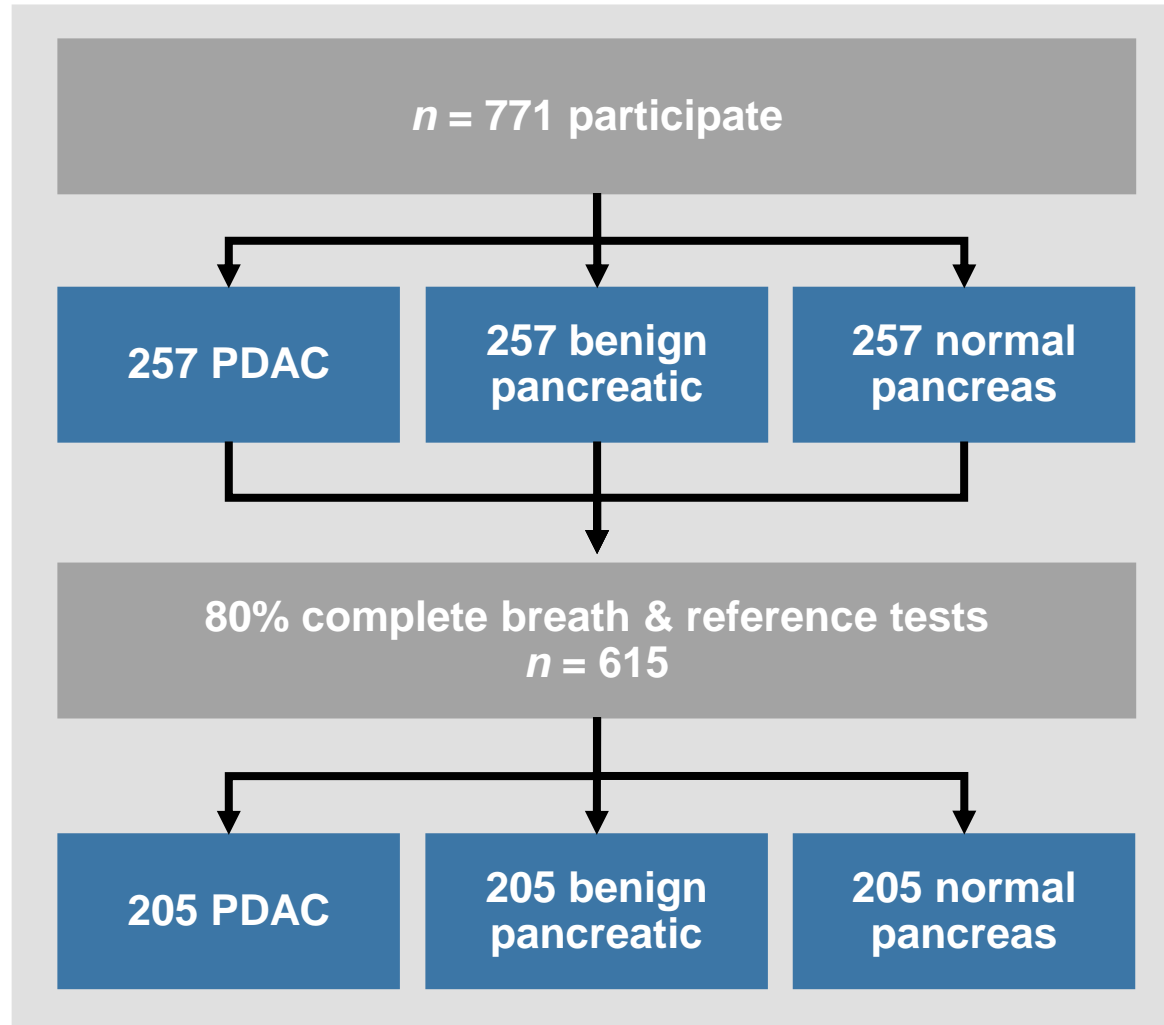 n = 771 participate
257 PDAC
257 benign
pancreatic
257 normal
pancreas
80% complete breath & reference tests
n = 615
205 PDAC
205 benign
pancreatic
205 normal
pancreas